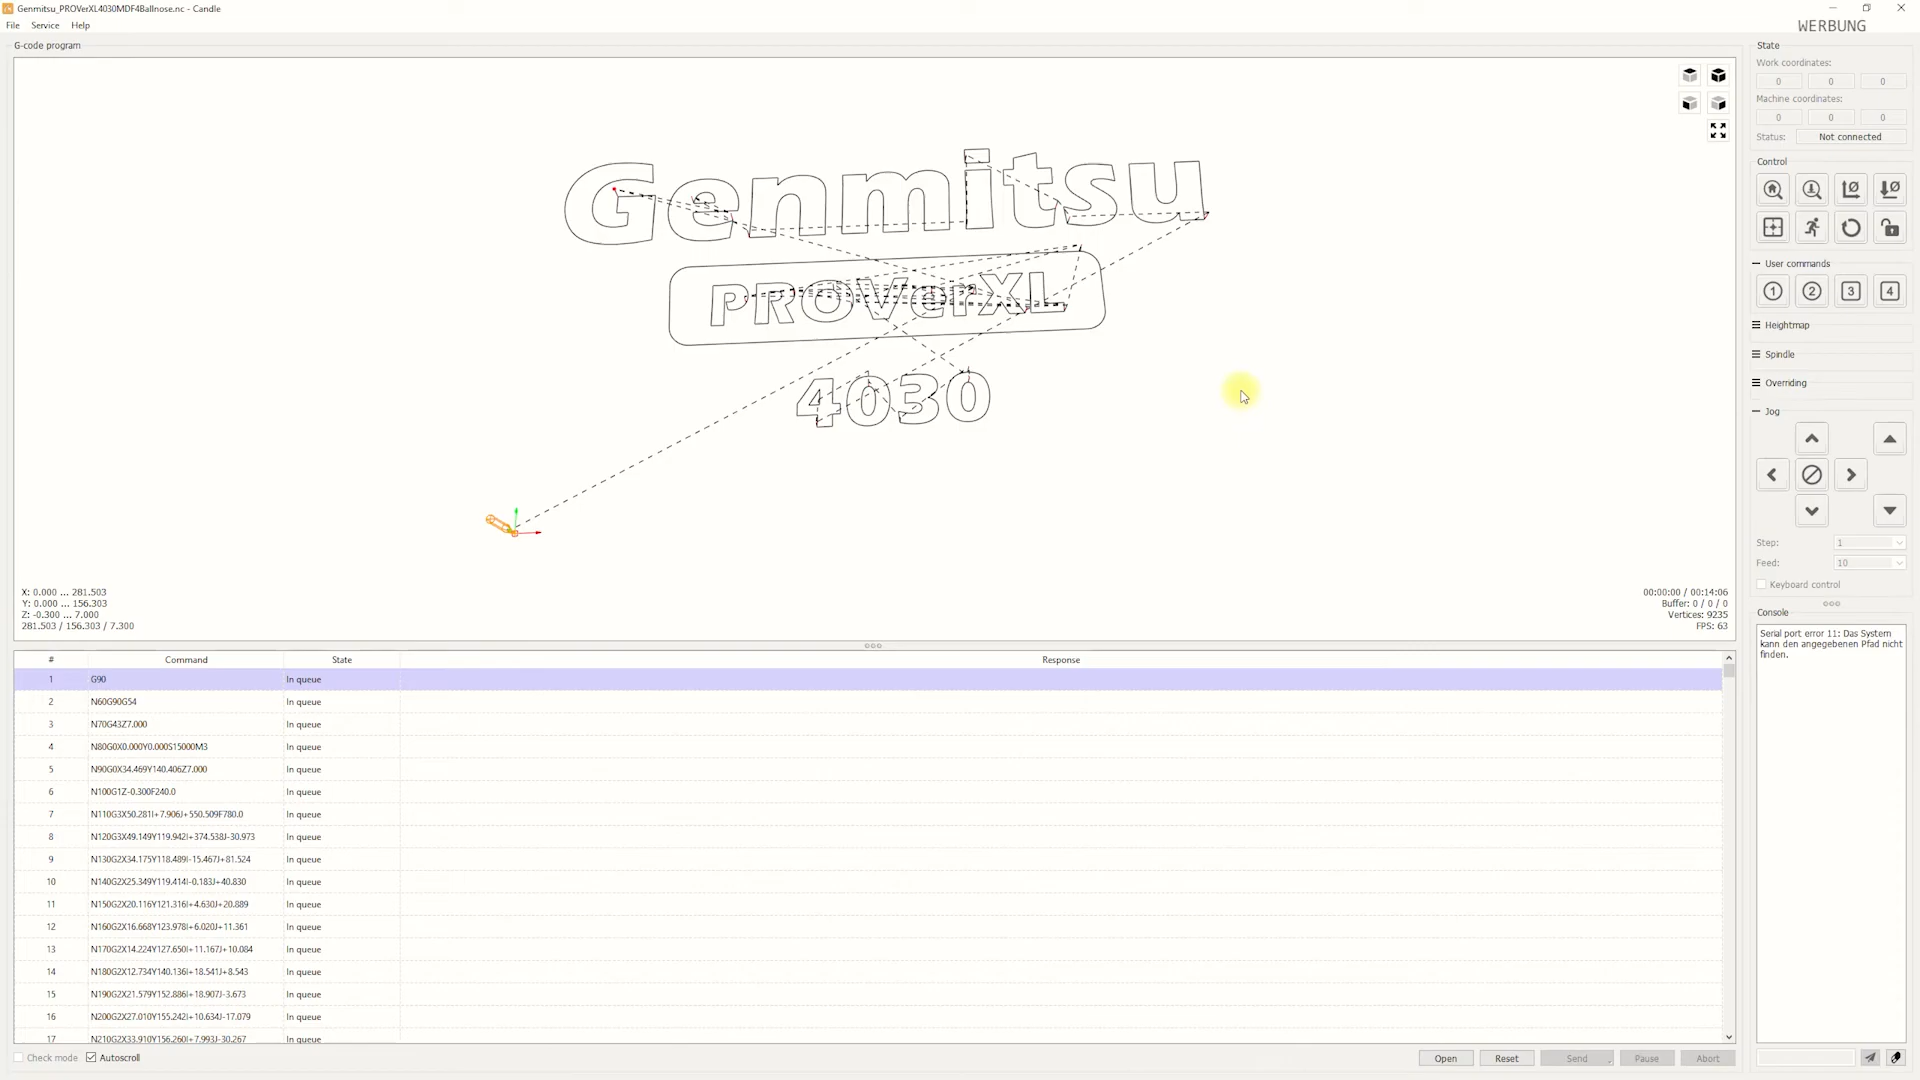 Genmitsu_PROVerXL4030MDF4Ballnose.nc - Candle
File Service Help
WERBUNG
G-code program
Genmitsu
PROVerXL
4030
X: 0.000 ... 281.503
Y: 0.000 ... 156.303
Z: -0.300 ... 7.000
281.503 / 156.303 / 7.300
00:00:00 / 00:14:06
Buffer: 0 / 0 / 0
Vertices: 9235
FPS: 63
# Command State Response
1 G90 In queue
2 N60G90G54 In queue
3 N70G43Z7.000 In queue
4 N80G0X0.000Y0.000S15000M3 In queue
5 N90G0X34.469Y140.406Z7.000 In queue
6 N100G1Z-0.300F240.0 In queue
7 N110G3X50.281I+7.906J+550.509F780.0 In queue
8 N120G3X49.149Y119.942I+374.538J-30.973 In queue
9 N130G2X34.175Y118.489I-15.467J+81.524 In queue
10 N140G2X25.349Y119.414I-0.183J+40.830 In queue
11 N150G2X20.116Y121.316I+4.630J+20.889 In queue
12 N160G2X16.668Y123.978I+6.020J+11.361 In queue
13 N170G2X14.224Y127.650I+11.167J+10.084 In queue
14 N180G2X12.734Y140.136I+18.541J+8.543 In queue
15 N190G2X21.579Y152.886I+18.907J-3.673 In queue
16 N200G2X27.010Y155.242I+10.634J-17.079 In queue
17 N210G2X33.910Y156.260I+7.993J-30.267 In queue
Check mode Autoscroll
Open Reset Send Pause Abort
State
Work coordinates:
0 0 0
Machine coordinates:
0 0 0
Status: Not connected
Control
User commands
1 2 3 4
Heightmap
Spindle
Overriding
Jog
Step: 1
Feed: 10
Keyboard control
Console
Serial port error 11: Das System
kann den angegebenen Pfad nicht
finden.